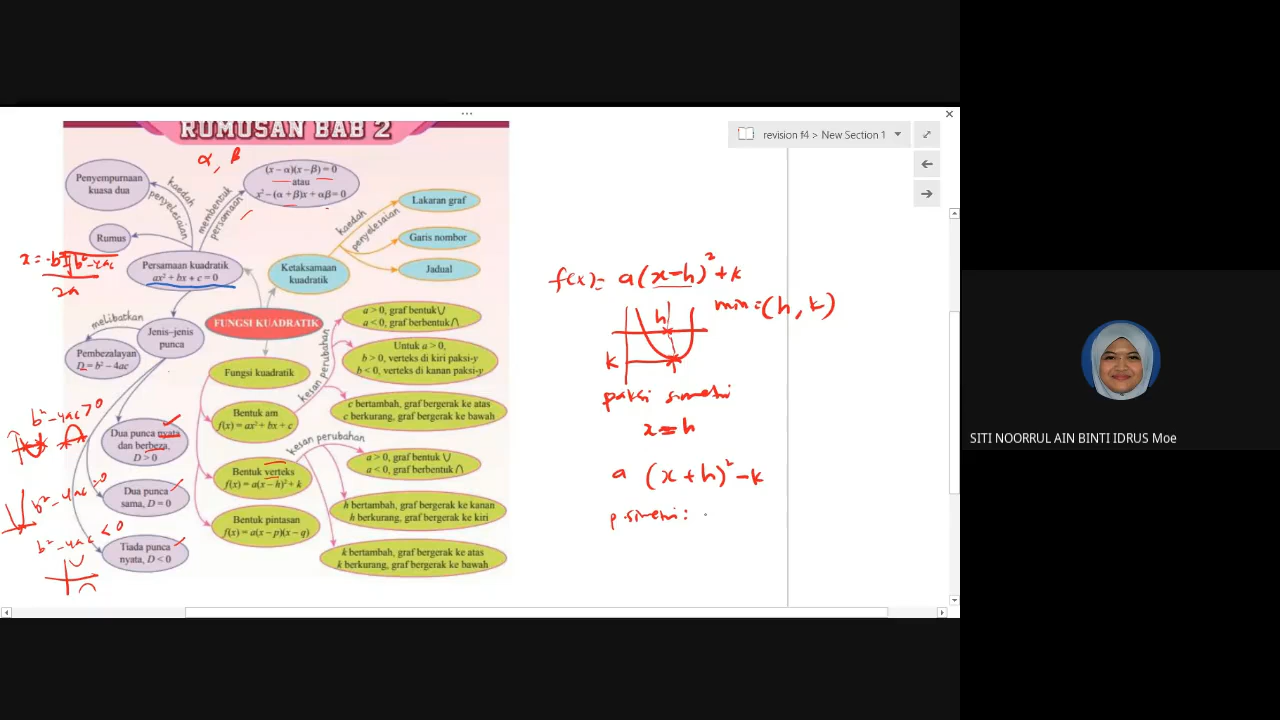 RUMUSAN BAB 2
revision f4 > New Section 1
α, β
Penyempurnaan
kuasa dua
kaedah
penyelesaian
membentuk
persamaan
(x – α)(x – β) = 0
atau
x² – (α + β)x + αβ = 0
Rumus
x = -b ± √b² - 4ac
2a
Persamaan kuadratik
ax² + bx + c = 0
Ketaksamaan
kuadratik
kaedah
penyelesaian
Lakaran graf
Garis nombor
Jadual
FUNGSI KUADRATIK
melibatkan
Jenis–jenis
punca
Pembezalayan
D = b² – 4ac
b² - 4ac > 0
Dua punca nyata
dan berbeza,
D > 0
b² - 4ac = 0
Dua punca
sama, D = 0
b² - 4ac < 0
Tiada punca
nyata, D < 0
Fungsi kuadratik
Bentuk am
f(x) = ax² + bx + c
kesan perubahan
a > 0, graf bentuk ∪
a < 0, graf berbentuk ∩
Untuk a > 0,
b > 0, verteks di kiri paksi-y
b < 0, verteks di kanan paksi-y
c bertambah, graf bergerak ke atas
c berkurang, graf bergerak ke bawah
Bentuk verteks
f(x) = a(x – h)² + k
kesan perubahan
a > 0, graf bentuk ∪
a < 0, graf berbentuk ∩
h bertambah, graf bergerak ke kanan
h berkurang, graf bergerak ke kiri
k bertambah, graf bergerak ke atas
k berkurang, graf bergerak ke bawah
Bentuk pintasan
f(x) = a(x – p)(x – q)
f(x) = a(x-h)² + k
min = (h, k)
h
k
paksi simetri
x = h
a (x + h)² - k
p. simetri :
SITI NOORRUL AIN BINTI IDRUS Moe